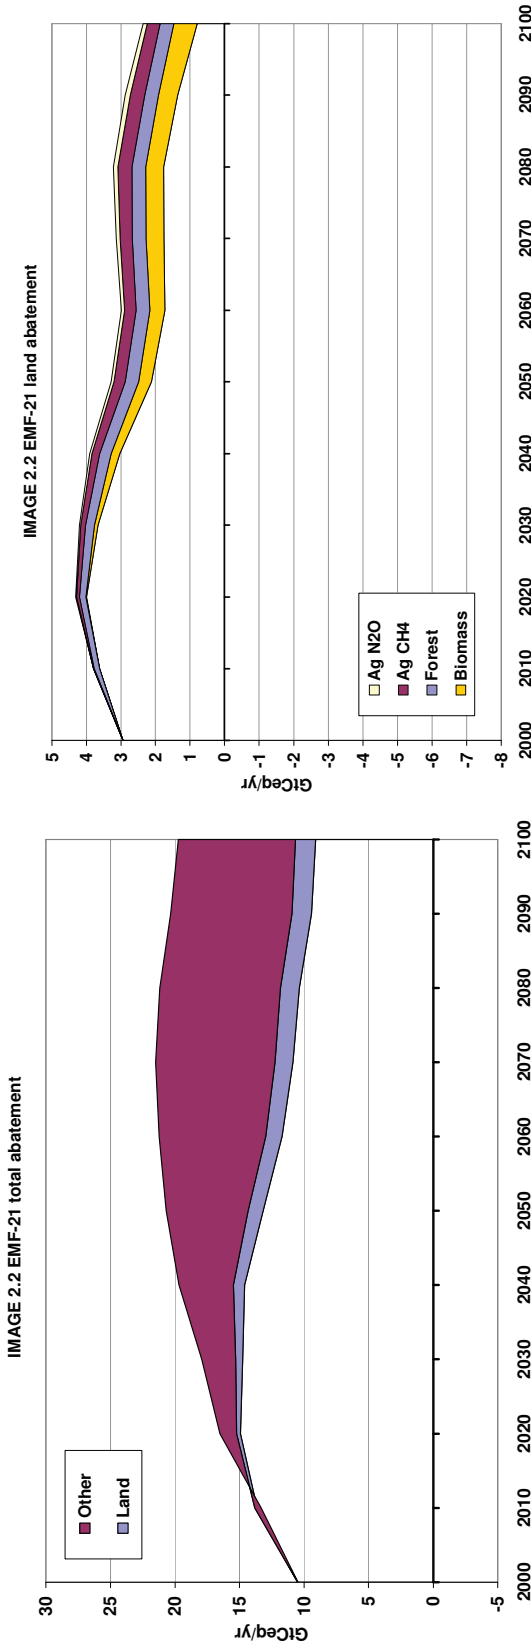 IMAGE 2.2 EMF-21 total abatement
GtCeq/yr
30
25
20
15
10
5
0
-5
Other
Land
2000 2010 2020 2030 2040 2050 2060 2070 2080 2090 2100
IMAGE 2.2 EMF-21 land abatement
GtCeq/yr
5
4
3
2
1
0
-1
-2
-3
-4
-5
-6
-7
-8
Ag N2O
Ag CH4
Forest
Biomass
2000 2010 2020 2030 2040 2050 2060 2070 2080 2090 2100